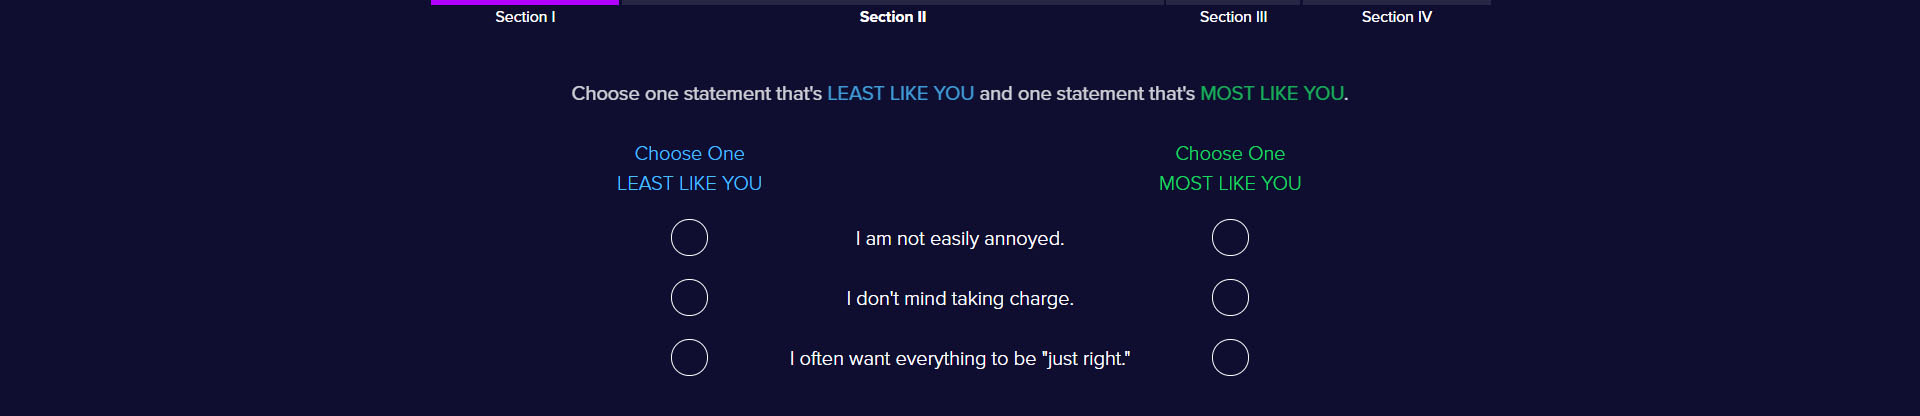 Section I
Section II
Section III
Section IV
Choose one statement that's LEAST LIKE YOU and one statement that's MOST LIKE YOU.
Choose One
LEAST LIKE YOU
Choose One
MOST LIKE YOU
I am not easily annoyed.
I don't mind taking charge.
I often want everything to be "just right."